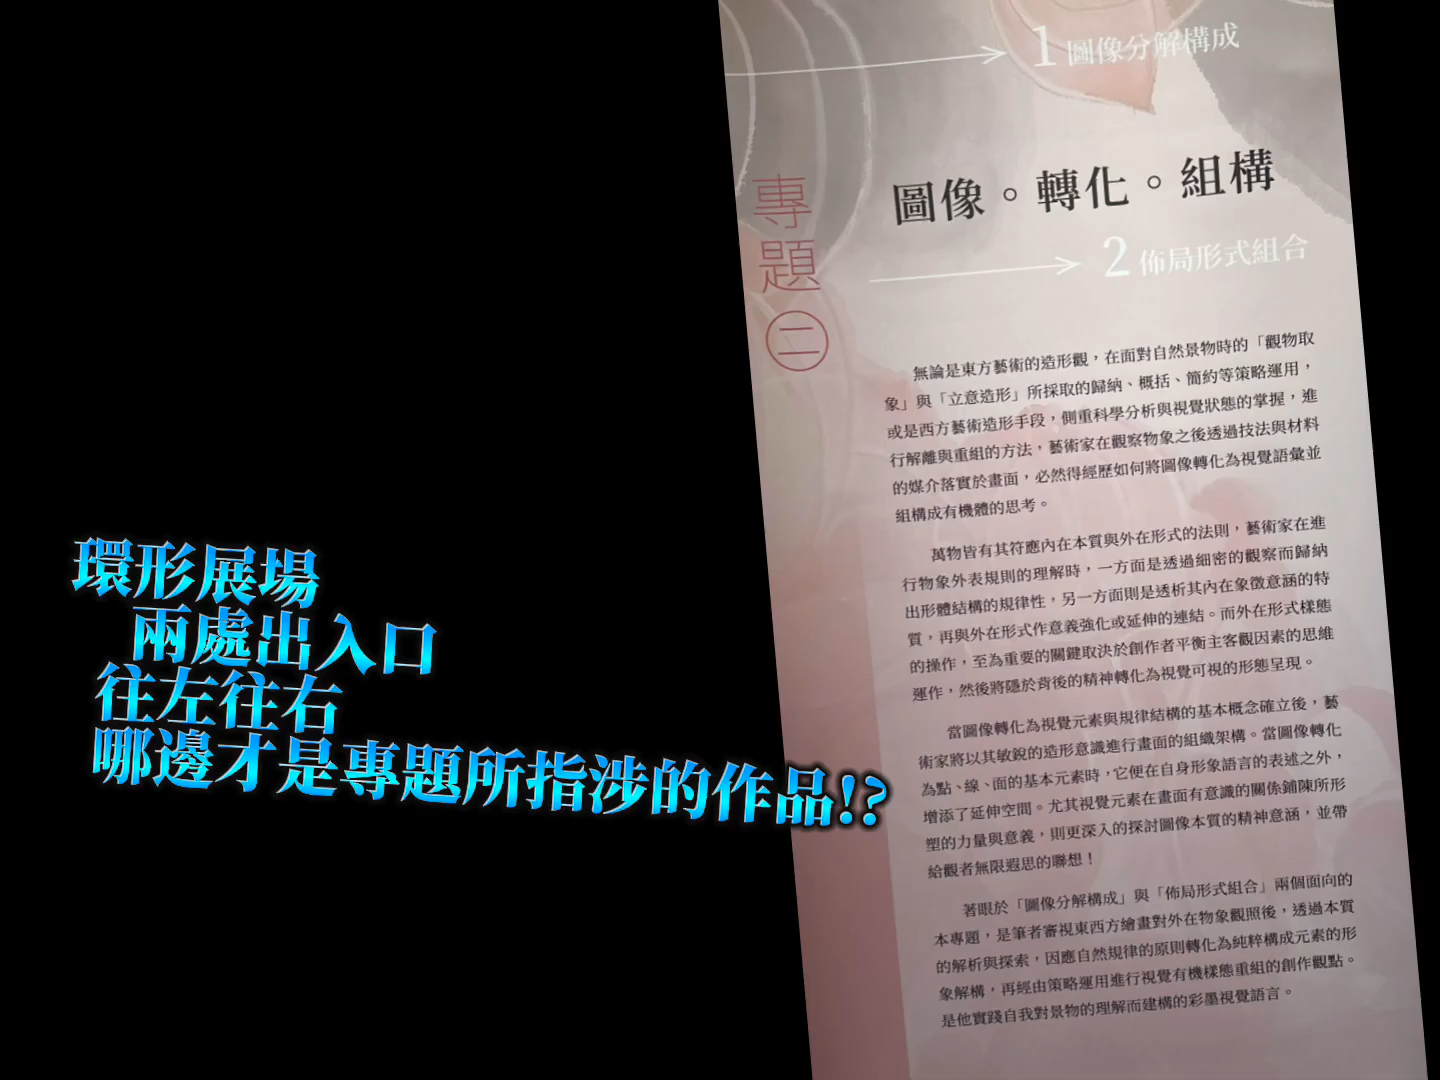 環形展場
兩處出入口
往左往右
哪邊才是專題所指涉的作品!?
1 圖像分解構成
專題二
圖像。轉化。組構
2 佈局形式組合
無論是東方藝術的造形觀，在面對自然景物時的「觀物取
象」與「立意造形」所採取的歸納、概括、簡約等策略運用，
或是西方藝術造形手段，側重科學分析與視覺狀態的掌握，進
行解離與重組的方法，藝術家在觀察物象之後透過技法與材料
的媒介落實於畫面，必然得經歷如何將圖像轉化為視覺語彙並
組構成有機體的思考。
萬物皆有其符應內在本質與外在形式的法則，藝術家在進
行物象外表規則的理解時，一方面是透過細密的觀察而歸納
出形體結構的規律性，另一方面則是透析其內在象徵意涵的特
質，再與外在形式作意義強化或延伸的連結。而外在形式樣態
的操作，至為重要的關鍵取決於創作者平衡主客觀因素的思維
運作，然後將隱於背後的精神轉化為視覺可視的形態呈現。
當圖像轉化為視覺元素與規律結構的基本概念確立後，藝
術家將以其敏銳的造形意識進行畫面的組織架構。當圖像轉化
為點、線、面的基本元素時，它便在自身形象語言的表述之外，
增添了延伸空間。尤其視覺元素在畫面有意識的關係鋪陳所形
塑的力量與意義，則更深入的探討圖像本質的精神意涵，並帶
給觀者無限遐思的聯想！
著眼於「圖像分解構成」與「佈局形式組合」兩個面向的
本專題，是筆者審視東西方繪畫對外在物象觀照後，透過本質
的解析與探索，因應自然規律的原則轉化為純粹構成元素的形
象解構，再經由策略運用進行視覺有機樣態重組的創作觀點。
是他實踐自我對景物的理解而建構的彩墨視覺語言。